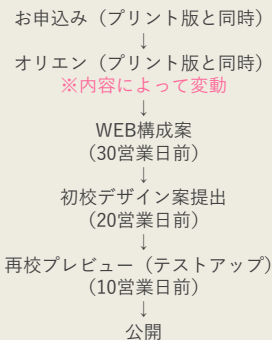 お申込み（プリント版と同時）
↓
オリエン（プリント版と同時）
※内容によって変動
↓
WEB構成案
（30営業日前）
↓
初校デザイン案提出
（20営業日前）
↓
再校プレビュー（テストアップ）
（10営業日前）
↓
公開